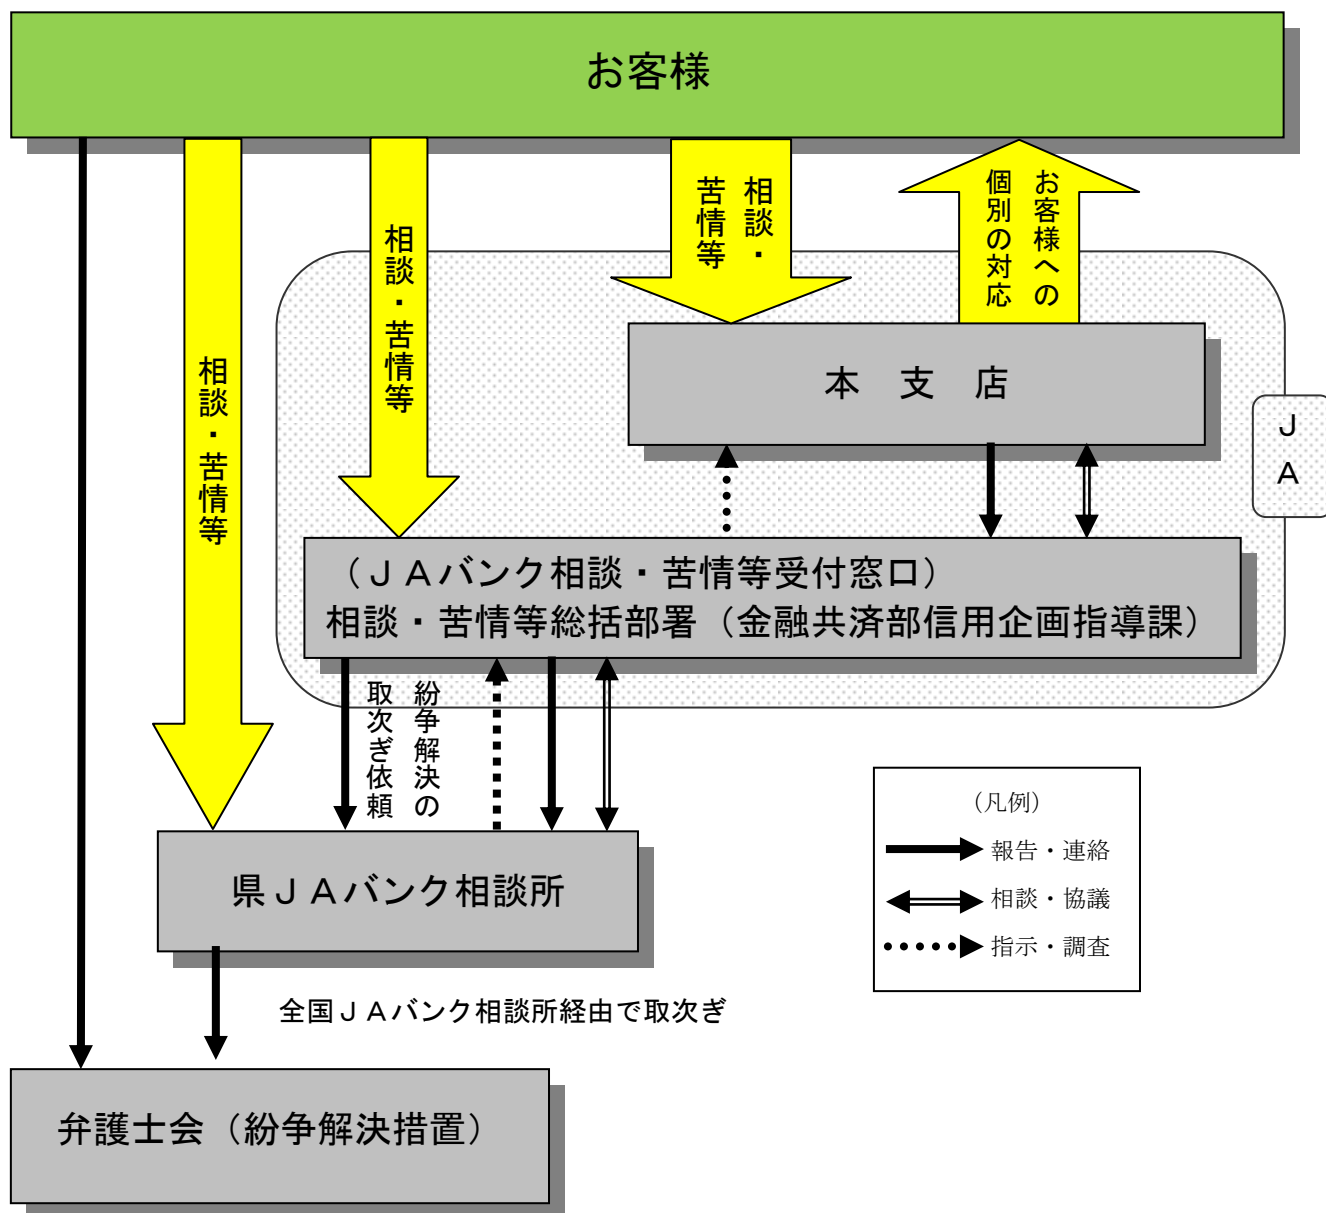 お客様
相談・
苦情等
お客様への
個別の対応
相談・苦情等
相談・苦情等
本　支　店
ＪＡ
（ＪＡバンク相談・苦情等受付窓口）
相談・苦情等総括部署（金融共済部信用企画指導課）
紛争解決の
取次ぎ依頼
県ＪＡバンク相談所
（凡例）
報告・連絡
相談・協議
指示・調査
全国ＪＡバンク相談所経由で取次ぎ
弁護士会（紛争解決措置）